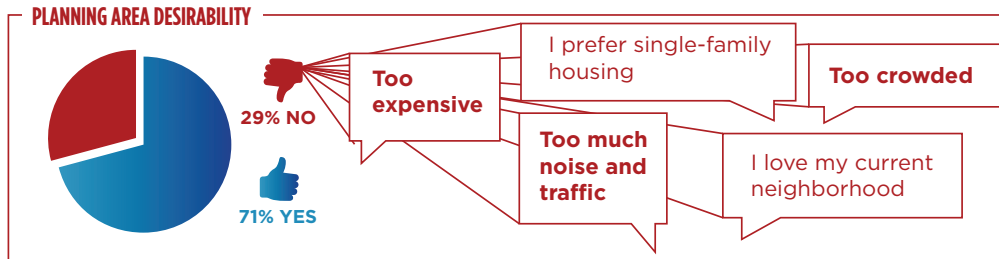 PLANNING AREA DESIRABILITY
29% NO
71% YES
Too
expensive
I prefer single-family
housing
Too crowded
Too much
noise and
traffic
I love my current
neighborhood